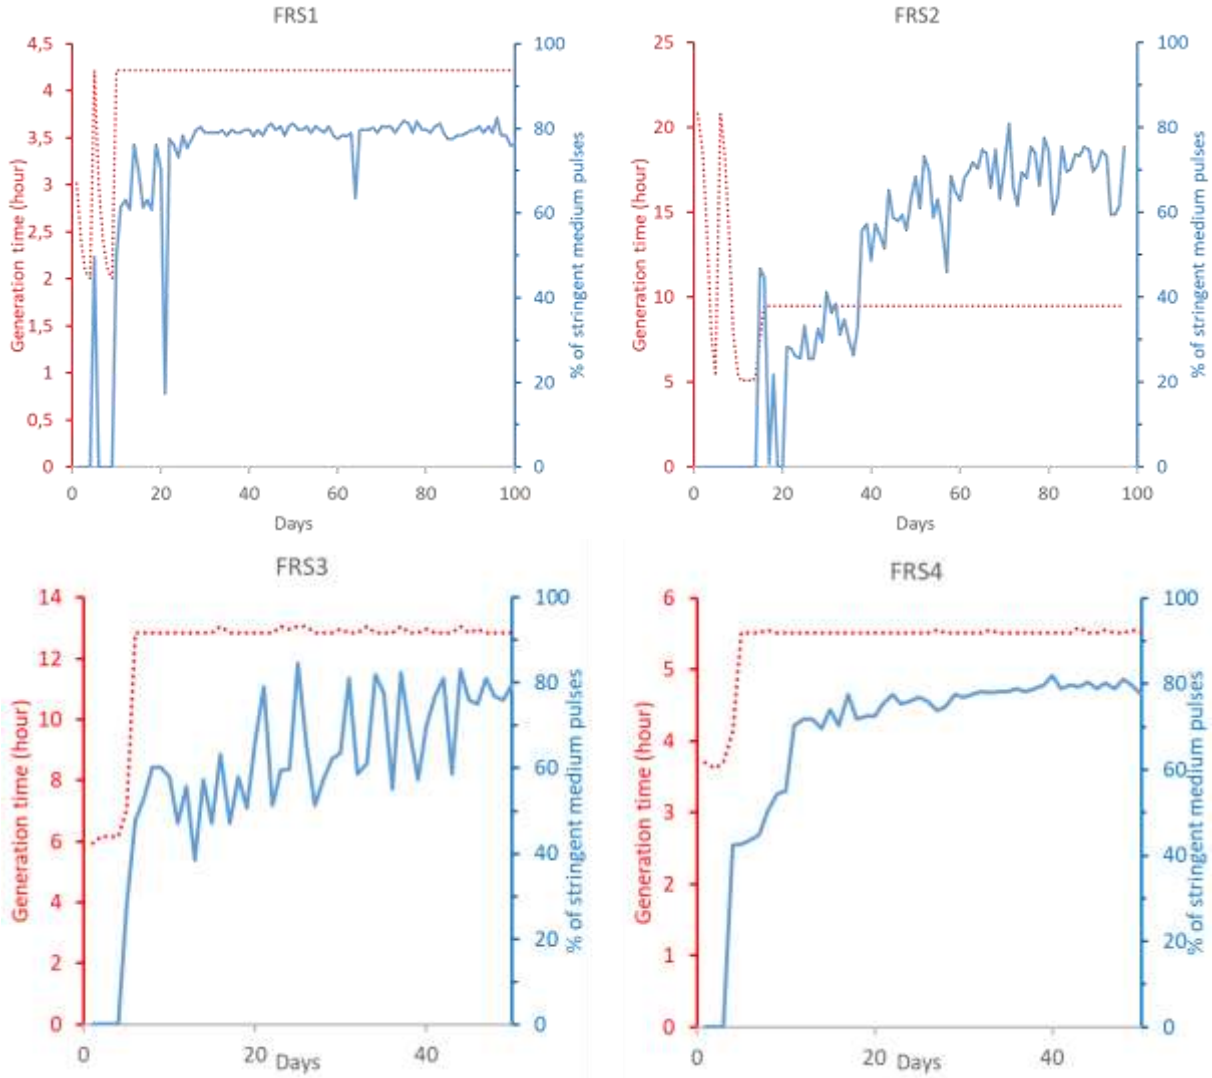 FRS1
4,5
4
3,5
3
2,5
2
1,5
1
0,5
0
Generation time (hour)
100
80
60
40
20
0
% of stringent medium pulses
0 20 40 60 80 100
Days
FRS2
25
20
15
10
5
0
Generation time (hour)
100
80
60
40
20
0
% of stringent medium pulses
0 20 40 60 80 100
Days
FRS3
14
12
10
8
6
4
2
0
Generation time (hour)
100
80
60
40
20
0
% of stringent medium pulses
0 20 40
Days
FRS4
6
5
4
3
2
1
0
Generation time (hour)
100
80
60
40
20
0
% of stringent medium pulses
0 20 40
Days